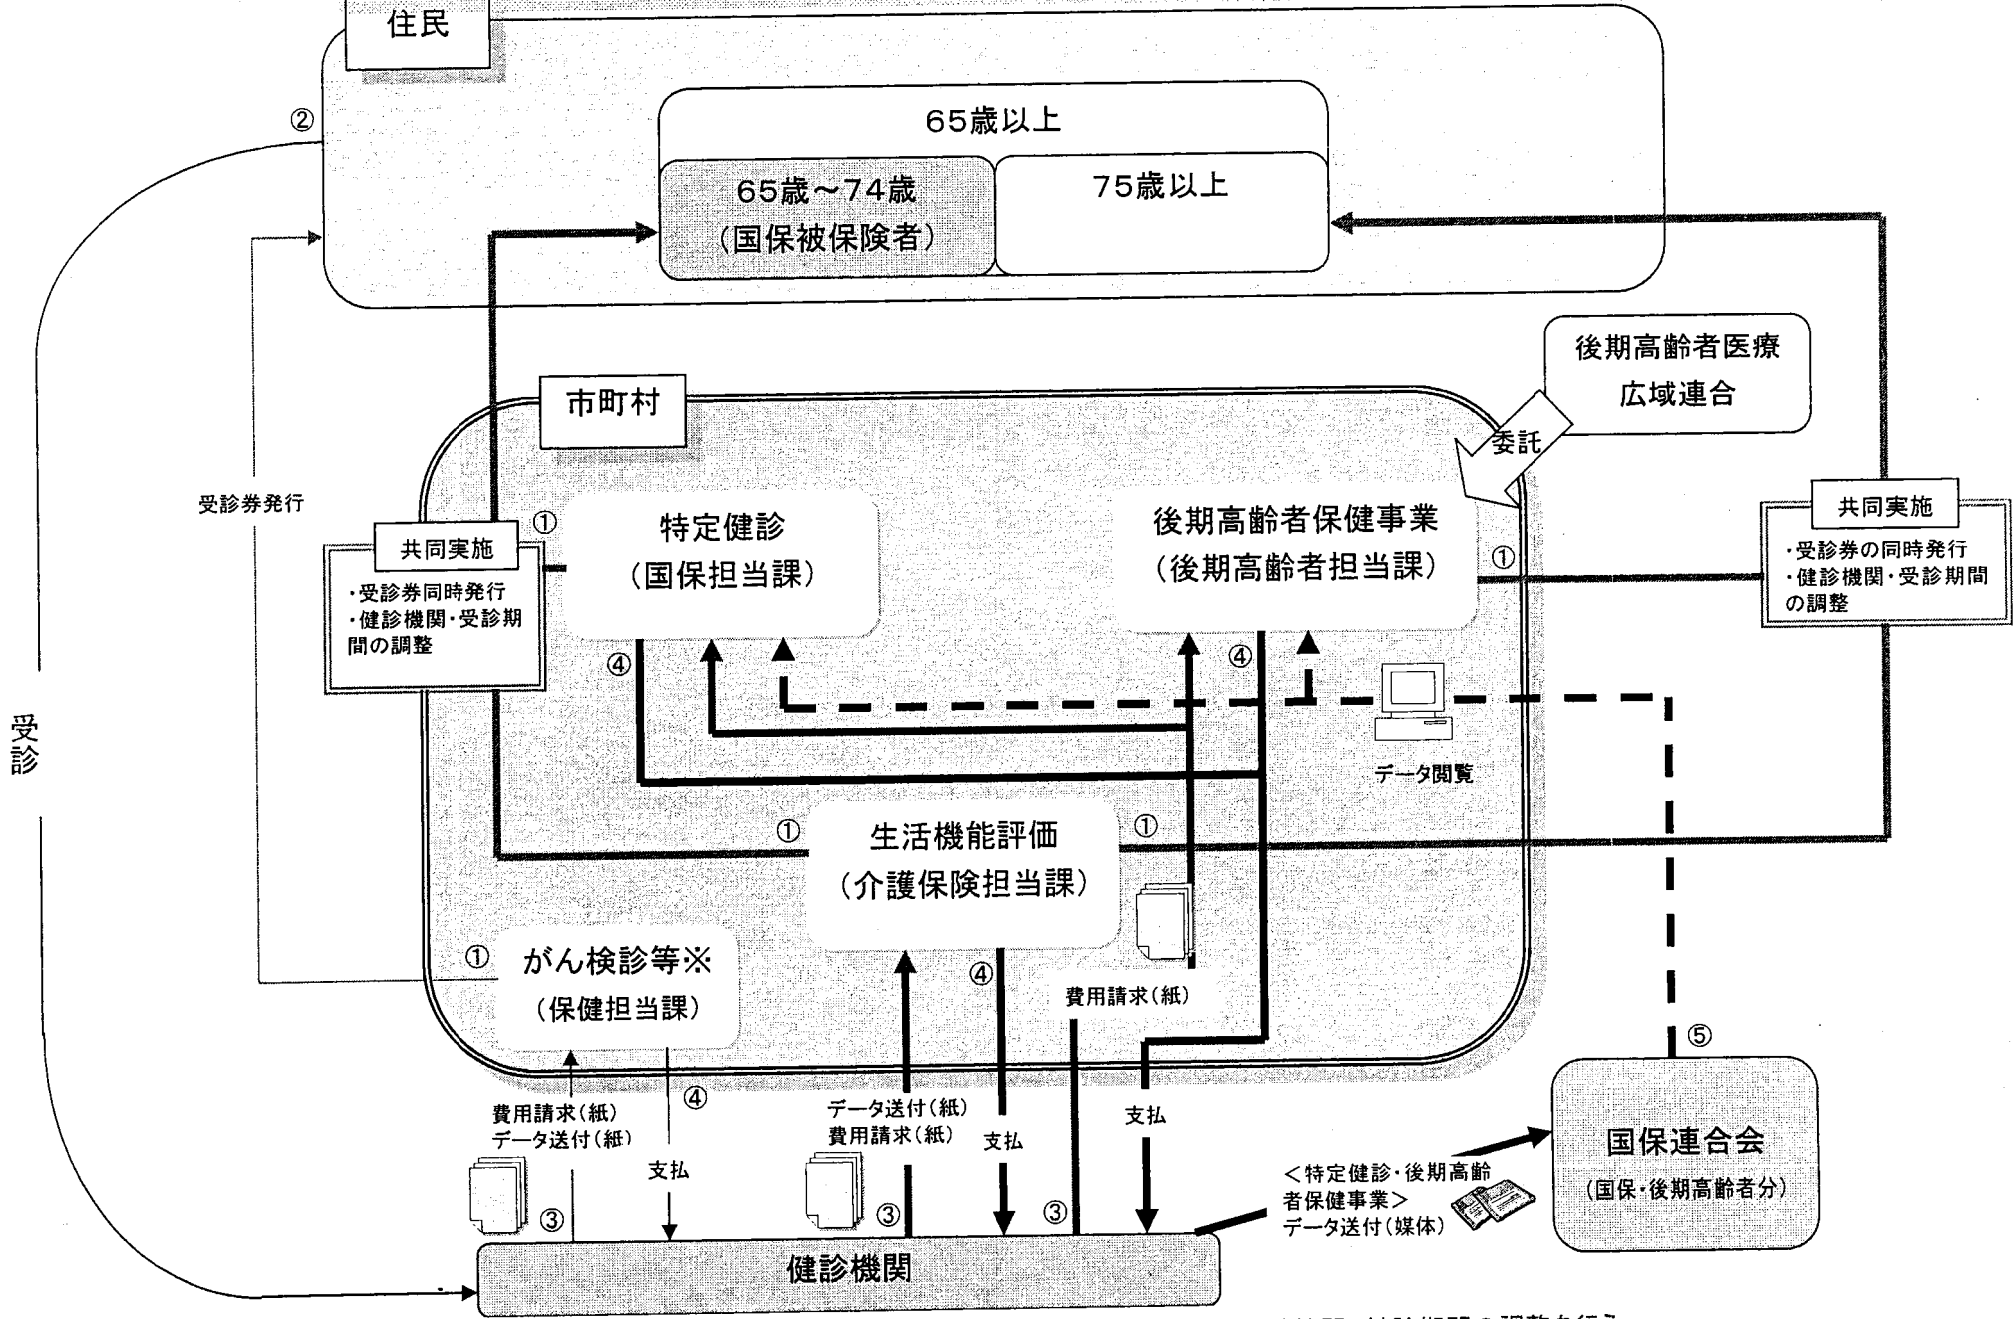 住民
②
65歳以上
65歳～74歳
（国保被保険者）
75歳以上
後期高齢者医療
広域連合
委託
市町村
受診券発行
共同実施
・受診券同時発行
・健診機関・受診期
間の調整
①
特定健診
（国保担当課）
後期高齢者保健事業
（後期高齢者担当課）
①
共同実施
・受診券の同時発行
・健診機関・受診期間
の調整
④
④
データ閲覧
受診
①
生活機能評価
（介護保険担当課）
①
①
がん検診等※
（保健担当課）
④
費用請求（紙）
⑤
費用請求（紙）
データ送付（紙）
④
支払
データ送付（紙）
費用請求（紙）
支払
支払
③
③
③
＜特定健診・後期高齢
者保健事業＞
データ送付（媒体）
国保連合会
（国保・後期高齢者分）
健診機関